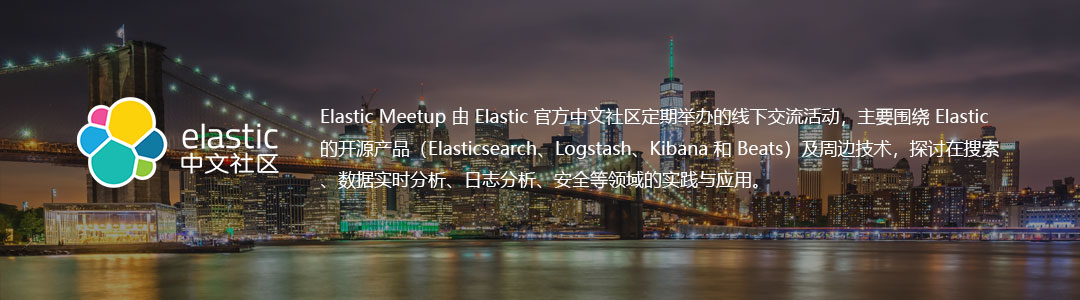 elastic
中文社区
Elastic Meetup 由 Elastic 官方中文社区定期举办的线下交流活动，主要围绕 Elastic
的开源产品（Elasticsearch、Logstash、Kibana 和 Beats）及周边技术，探讨在搜索
、数据实时分析、日志分析、安全等领域的实践与应用。